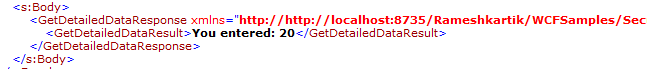 <s:Body>
<GetDetailedDataResponse xmlns="http://http://localhost:8735/Rameshkartik/WCFSamples/Sec
<GetDetailedDataResult>You entered: 20</GetDetailedDataResult>
</GetDetailedDataResponse>
</s:Body>